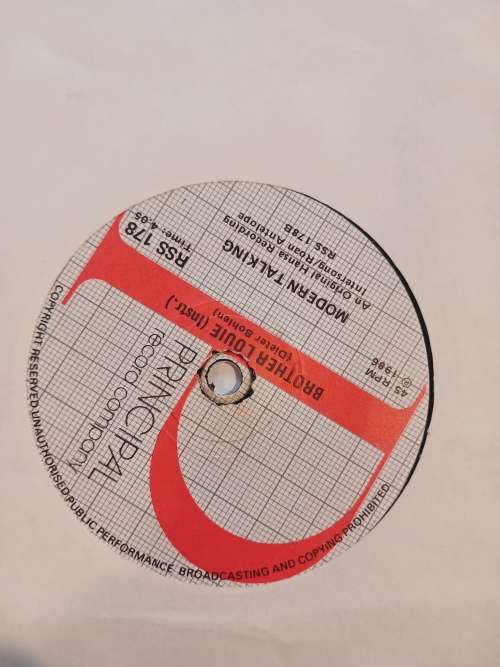 PRINCIPAL
record company
RSS 178
Time: 4.05
45 RPM
Ⓟ 1986
BROTHER LOUIE (Instr.)
(Dieter Bohlen)
MODERN TALKING
An Original Hansa Recording
Intersong/Roan Antelope
RSS 178B
COPYRIGHT RESERVED UNAUTHORISED PUBLIC PERFORMANCE BROADCASTING AND COPYING PROHIBITED